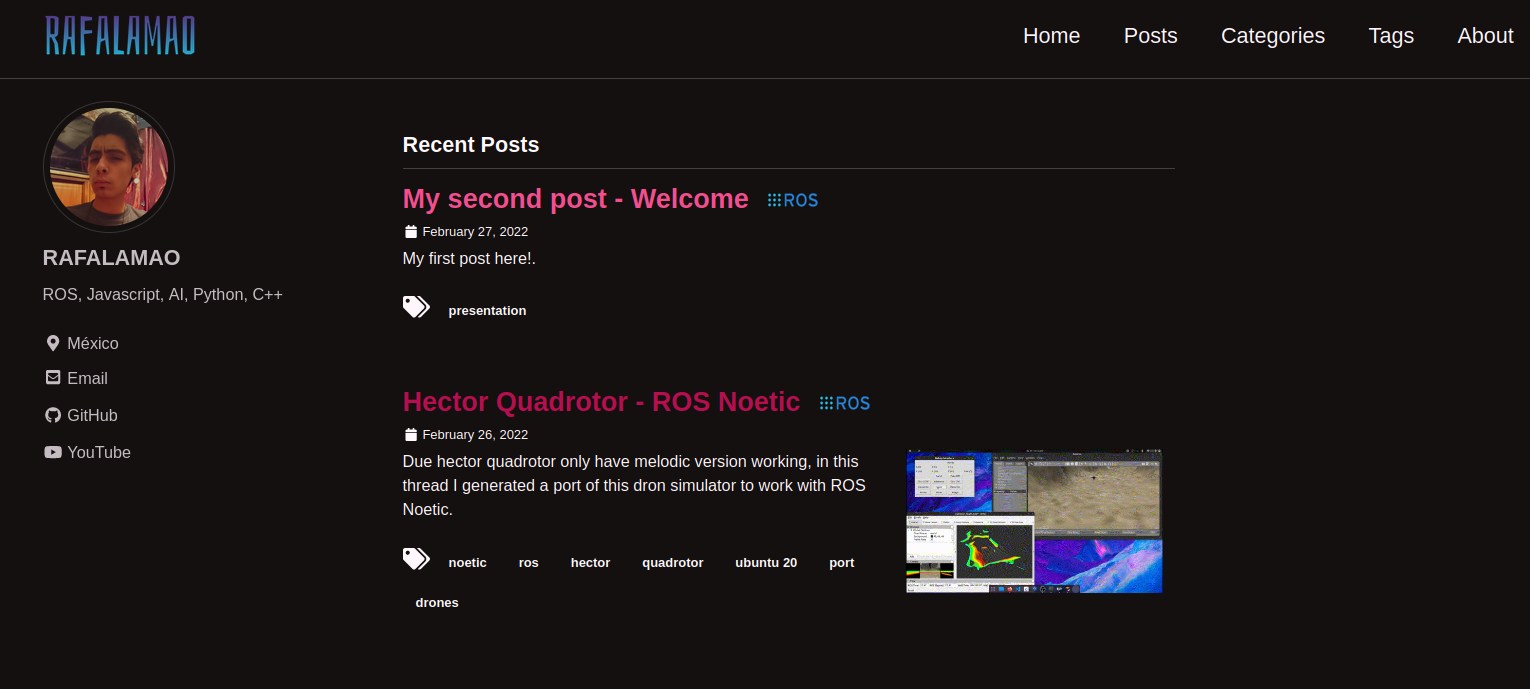 RAFALAMAO
Home Posts Categories Tags About
RAFALAMAO
ROS, Javascript, AI, Python, C++
México
Email
GitHub
YouTube
Recent Posts
My second post - Welcome ROS
February 27, 2022
My first post here!.
presentation
Hector Quadrotor - ROS Noetic ROS
February 26, 2022
Due hector quadrotor only have melodic version working, in this
thread I generated a port of this dron simulator to work with ROS
Noetic.
noetic ros hector quadrotor ubuntu 20 port
drones